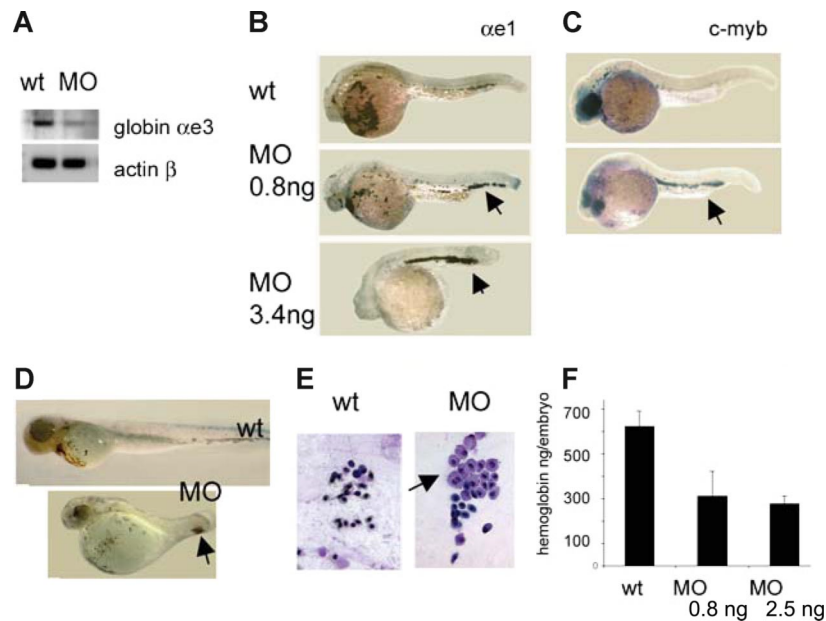 A
wt MO
globin αe3
actin β
B
αe1
wt
MO
0.8ng
MO
3.4ng
C
c-myb
D
wt
MO
E
wt MO
F
hemoglobin ng/embryo
700
500
300
100
0
wt MO MO
0.8 ng 2.5 ng